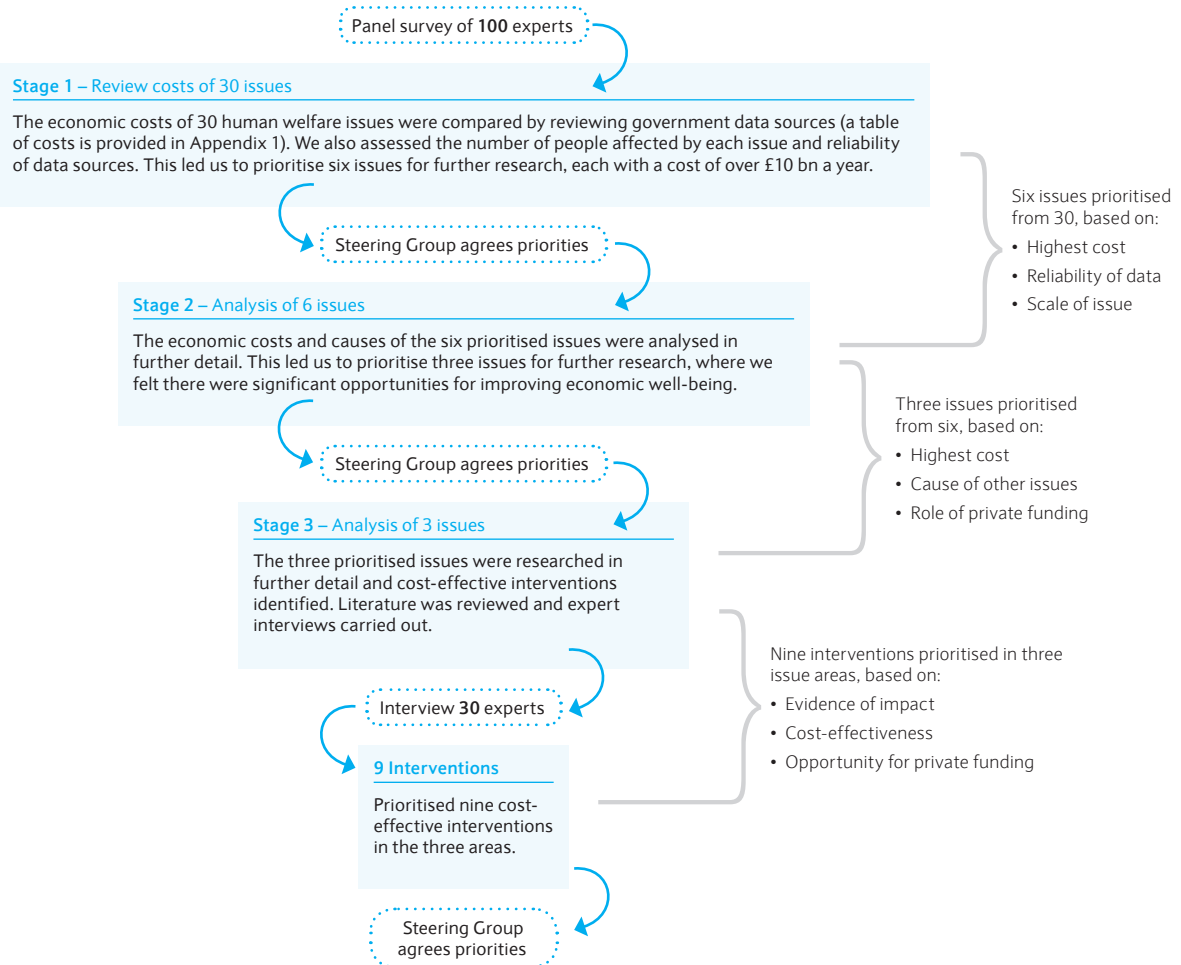 Panel survey of 100 experts
Stage 1 – Review costs of 30 issues
The economic costs of 30 human welfare issues were compared by reviewing government data sources (a table
of costs is provided in Appendix 1). We also assessed the number of people affected by each issue and reliability
of data sources. This led us to prioritise six issues for further research, each with a cost of over £10 bn a year.
Six issues prioritised
from 30, based on:
• Highest cost
• Reliability of data
• Scale of issue
Steering Group agrees priorities
Stage 2 – Analysis of 6 issues
The economic costs and causes of the six prioritised issues were analysed in
further detail. This led us to prioritise three issues for further research, where we
felt there were significant opportunities for improving economic well-being.
Three issues prioritised
from six, based on:
• Highest cost
• Cause of other issues
• Role of private funding
Steering Group agrees priorities
Stage 3 – Analysis of 3 issues
The three prioritised issues were researched in
further detail and cost-effective interventions
identified. Literature was reviewed and expert
interviews carried out.
Nine interventions prioritised in three
issue areas, based on:
• Evidence of impact
• Cost-effectiveness
• Opportunity for private funding
Interview 30 experts
9 Interventions
Prioritised nine cost-
effective interventions
in the three areas.
Steering Group
agrees priorities